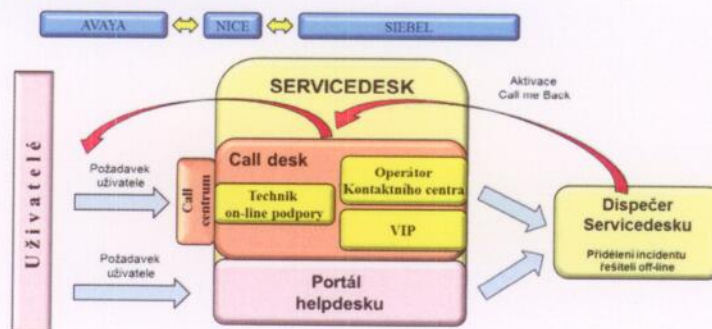 AVAYA
NICE
SIEBEL
SERVICEDESK
Aktivace
Call me Back
Uživatelé
Požadavek
uživatele
Call
centrum
Call desk
Technik
on-line podpory
Operátor
Kontaktního centra
VIP
Dispečer
Servicedesku
Přidělení incidentu
řešiteli off-line
Požadavek
uživatele
Portál
helpdesku